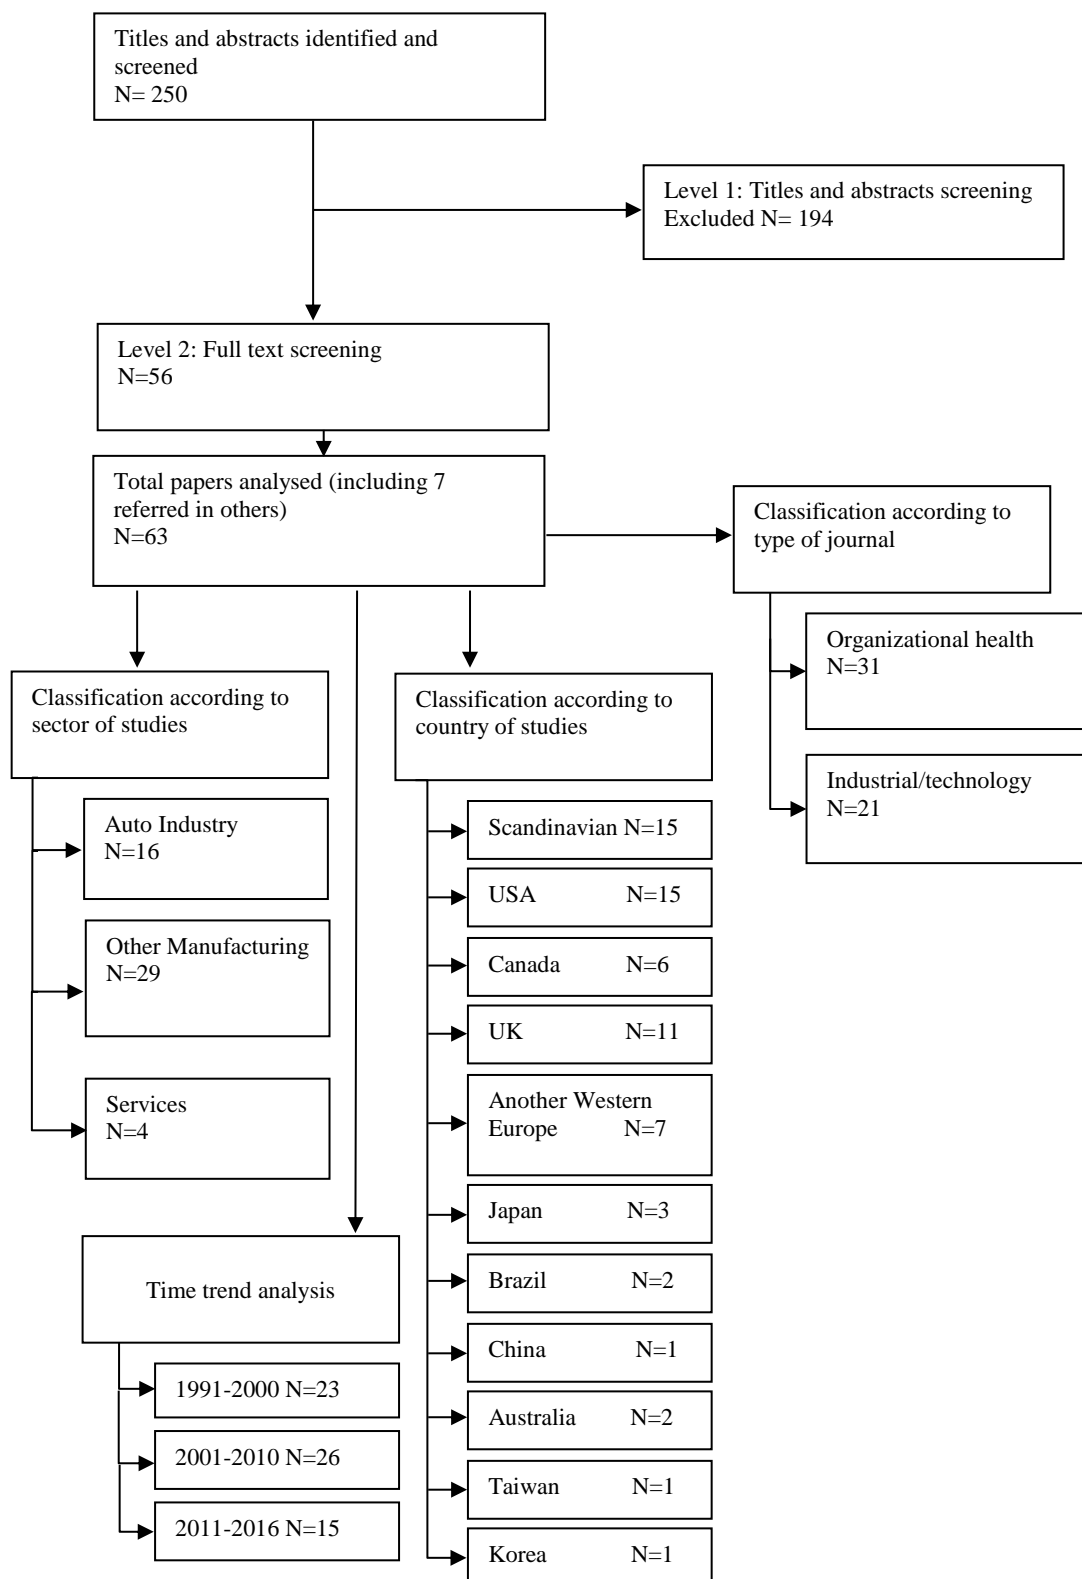 Titles and abstracts identified and
screened
N= 250
Level 1: Titles and abstracts screening
Excluded N= 194
Level 2: Full text screening
N=56
Total papers analysed (including 7
referred in others)
N=63
Classification according to
type of journal
Organizational health
N=31
Industrial/technology
N=21
Classification according to
sector of studies
Auto Industry
N=16
Other Manufacturing
N=29
Services
N=4
Classification according to
country of studies
Scandinavian N=15
USA N=15
Canada N=6
UK N=11
Another Western
Europe N=7
Japan N=3
Brazil N=2
China N=1
Australia N=2
Taiwan N=1
Korea N=1
Time trend analysis
1991-2000 N=23
2001-2010 N=26
2011-2016 N=15